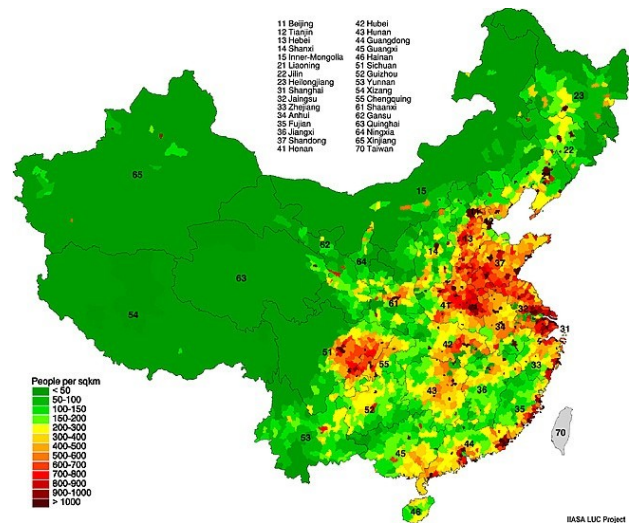 11 Beijing
12 Tianjin
13 Hebei
14 Shanxi
15 Inner-Mongolia
21 Liaoning
22 Jilin
23 Heilongjiang
31 Shanghai
32 Jaingsu
33 Zhejiang
34 Anhui
35 Fujian
36 Jiangxi
37 Shandong
41 Honan
42 Hubei
43 Hunan
44 Guangdong
45 Guangxi
46 Hainan
51 Sichuan
52 Guizhou
53 Yunnan
54 Xizang
55 Chengquing
61 Shaanxi
62 Gansu
63 Quinghai
64 Ningxia
65 Xinjiang
70 Taiwan
23
22
65
15
62
13
14
37
64
63
61
41
32
54
34
31
51
42
55
33
43
36
52
35
53
70
44
45
46
People per sqkm
< 50
50-100
100-150
150-200
200-300
300-400
400-500
500-600
600-700
700-800
800-900
900-1000
> 1000
IIASA LUC Project